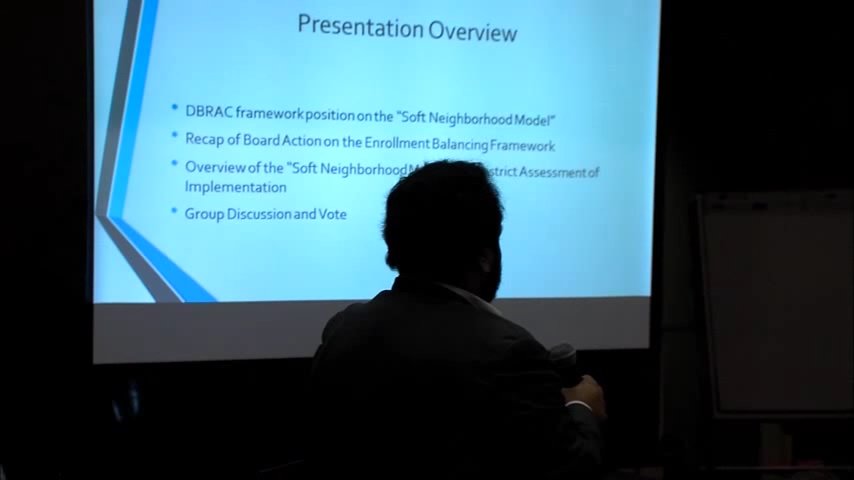 Presentation Overview
• DBRAC framework position on the "Soft Neighborhood Model"
• Recap of Board Action on the Enrollment Balancing Framework
• Overview of the "Soft Neighborhood Assessment of
Implementation
• Group Discussion and Vote